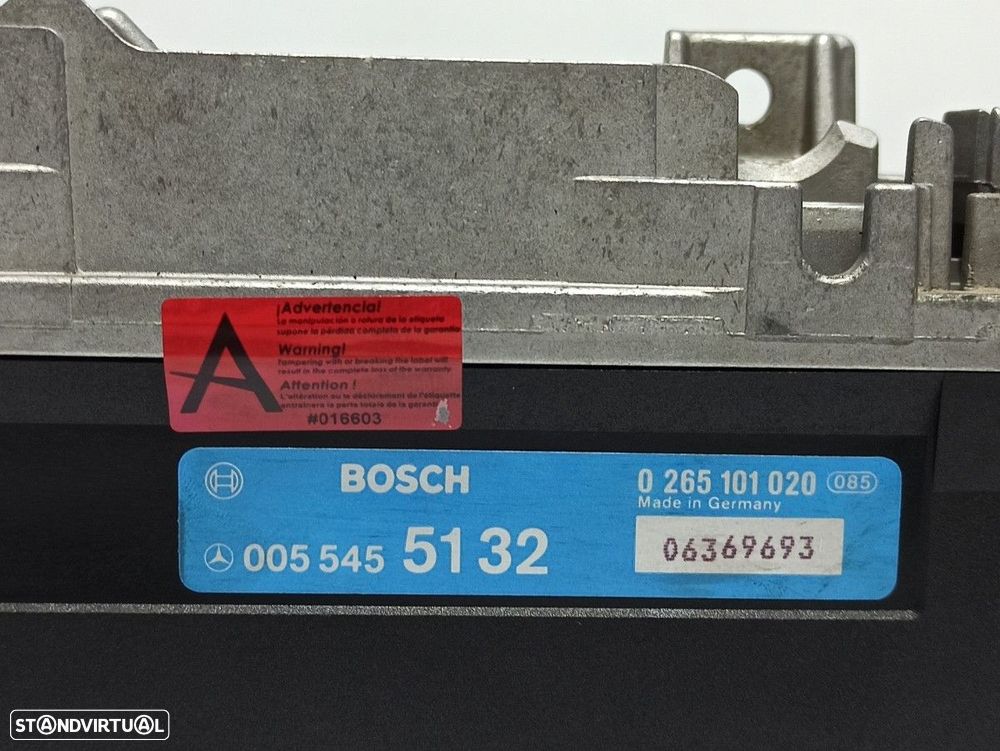 ¡Advertencia!
La manipulación o rotura de la etiqueta
supone la pérdida completa de la garantía
Warning!
Tampering with or breaking the label will
result in the complete loss of the warranty.
Attention !
L'altération ou le déchirement de l'étiquette
entraînera la perte totale de la garantie
#016603
BOSCH
0 265 101 020 085
Made in Germany
005 545 5132
06369693
STANDVIRTUAL